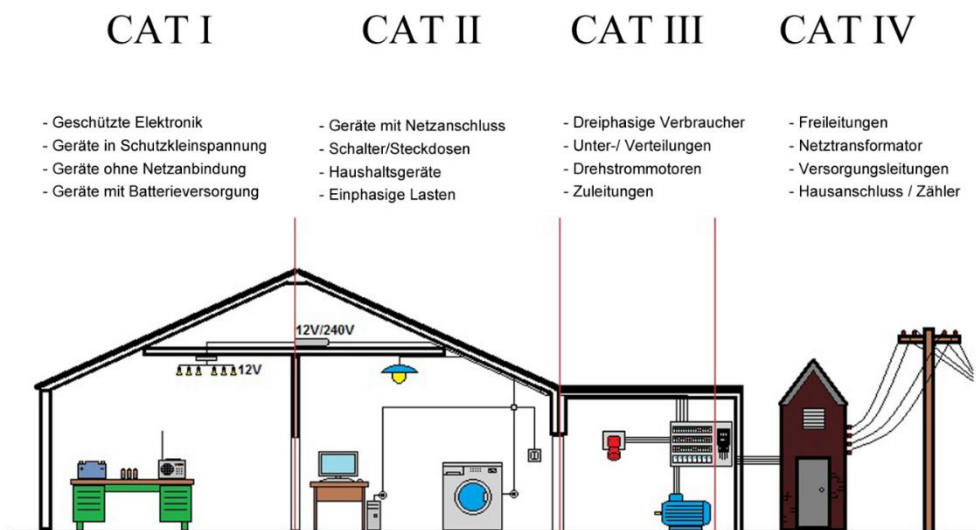 CAT I
CAT II
CAT III
CAT IV
- Geschützte Elektronik
- Geräte in Schutzkleinspannung
- Geräte ohne Netzanbindung
- Geräte mit Batterieversorgung
- Geräte mit Netzanschluss
- Schalter/Steckdosen
- Haushaltsgeräte
- Einphasige Lasten
- Dreiphasige Verbraucher
- Unter-/ Verteilungen
- Drehstrommotoren
- Zuleitungen
- Freileitungen
- Netztransformator
- Versorgungsleitungen
- Hausanschluss / Zähler
12V/240V
12V